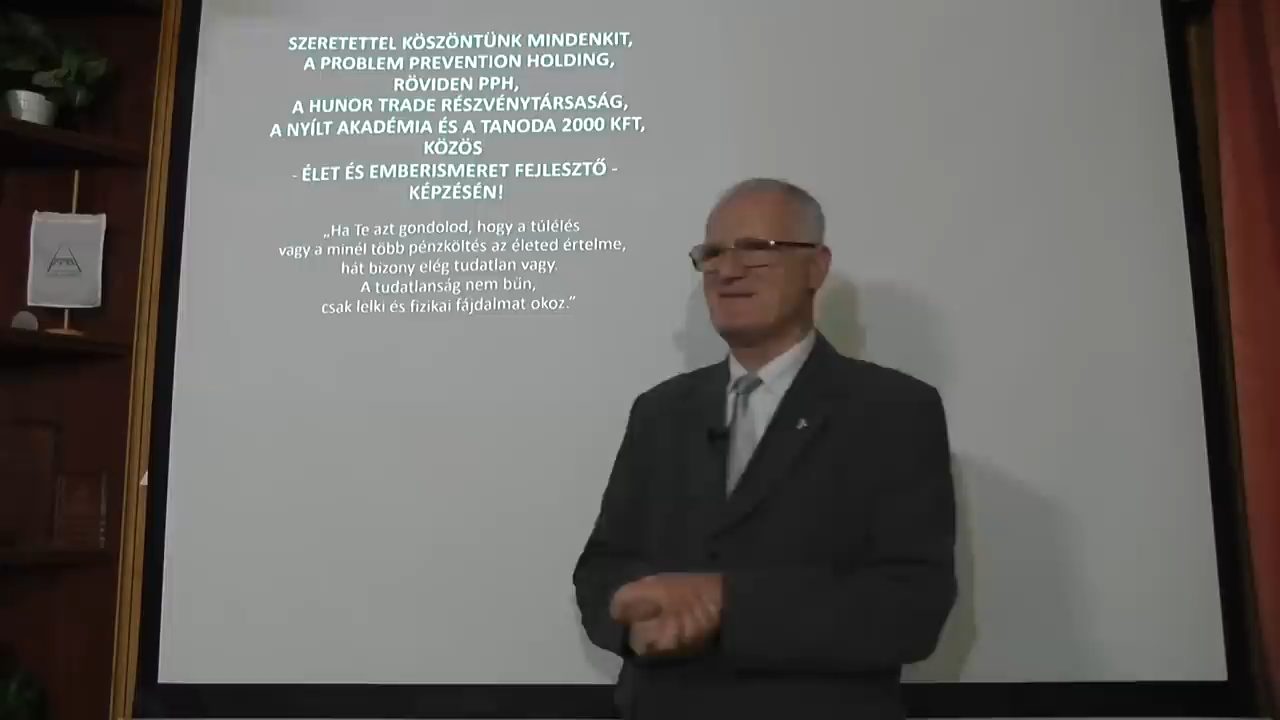 SZERETETTEL KÖSZÖNTÜNK MINDENKIT,
A PROBLEM PREVENTION HOLDING,
RÖVIDEN PPH,
A HUNOR TRADE RÉSZVÉNYTÁRSASÁG,
A NYÍLT AKADÉMIA ÉS A TANODA 2000 KFT,
KÖZÖS
- ÉLET ÉS EMBERISMERET FEJLESZTŐ -
KÉPZÉSÉN!
„Ha Te azt gondolod, hogy a túlélés
vagy a minél több pénzköltés az életed értelme,
hát bizony elég tudatlan vagy.
A tudatlanság nem bűn,
csak lelki és fizikai fájdalmat okoz.”